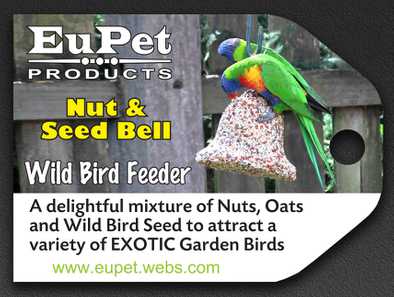 EuPet
PRODUCTS
Nut &
Seed Bell
Wild Bird Feeder
A delightful mixture of Nuts, Oats
and Wild Bird Seed to attract a
variety of EXOTIC Garden Birds
www.eupet.webs.com